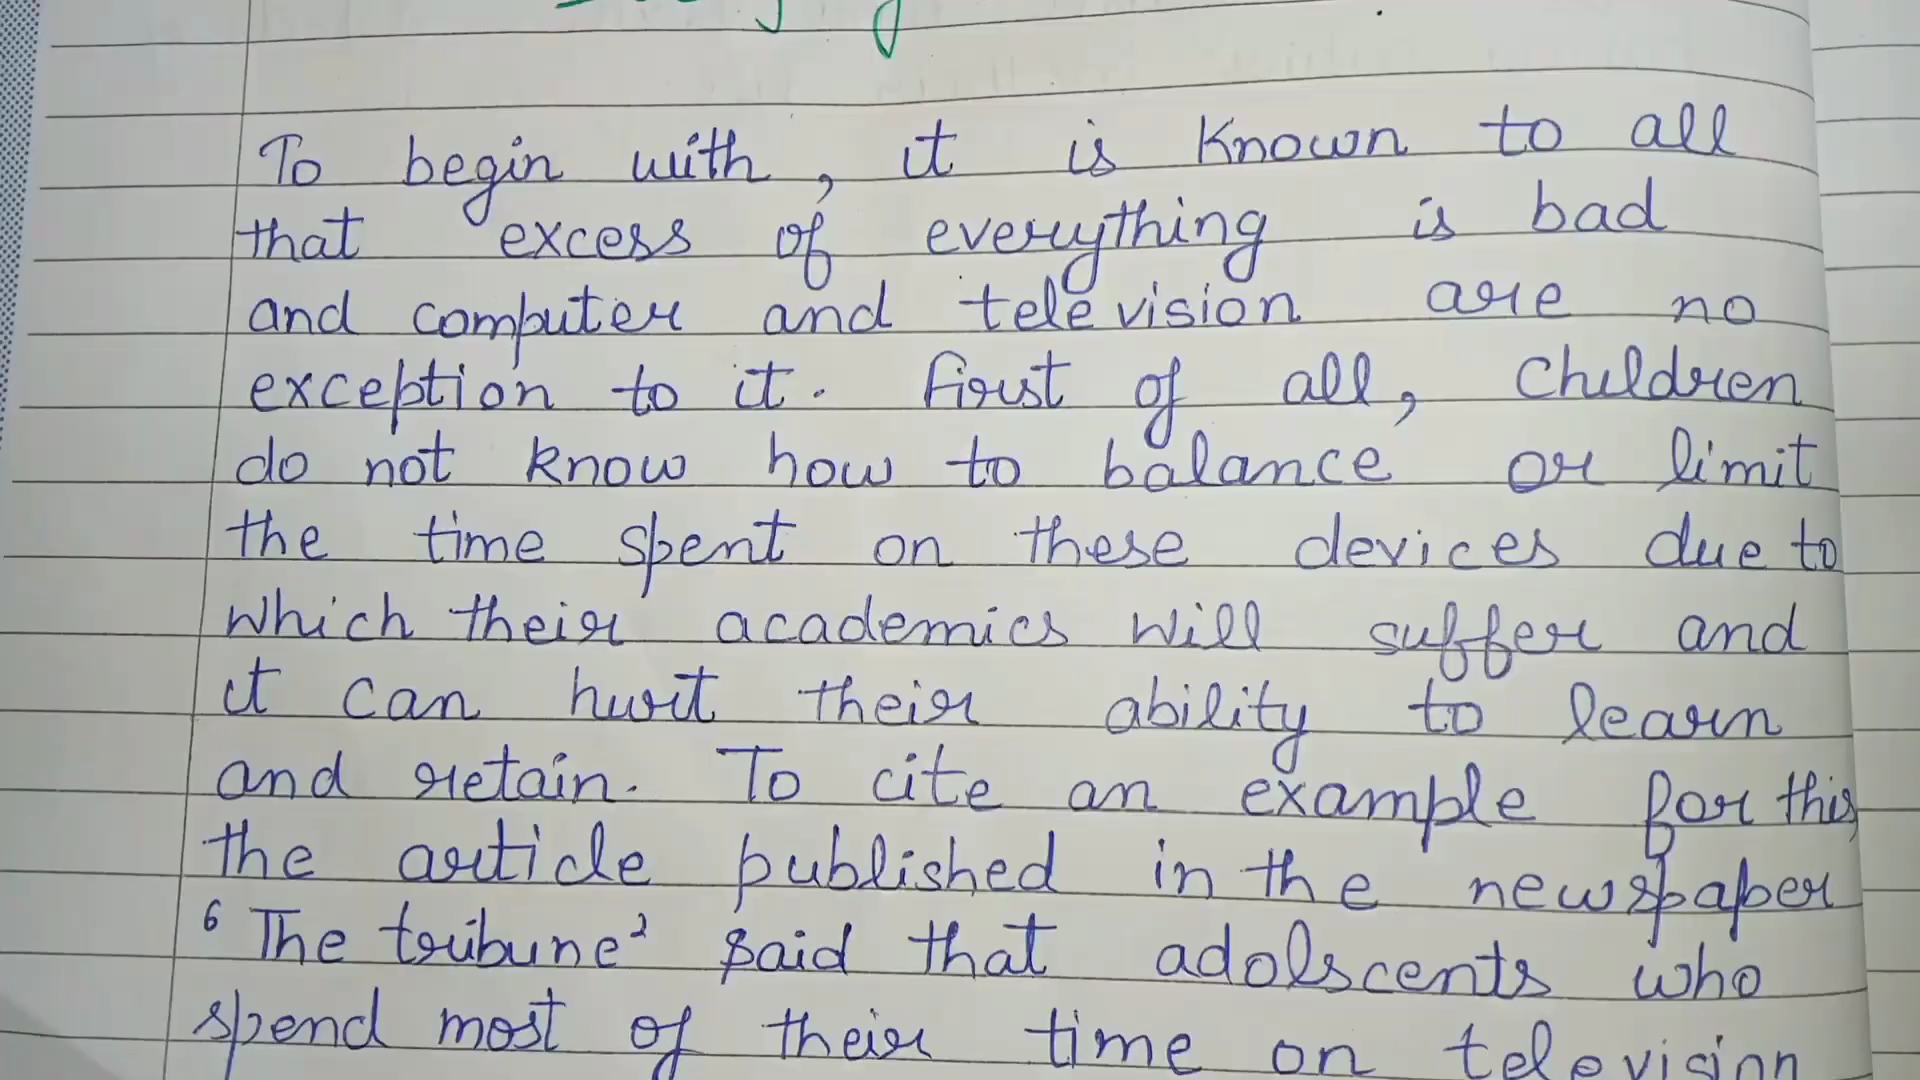 To begin with, it is known to all
that excess of everything is bad
and computer and television are no
exception to it. First of all, children
do not know how to balance or limit
the time spent on these devices due to
which their academics will suffer and
it can hurt their ability to learn
and retain. To cite an example for this,
the article published in the newspaper
'The tribune' said that adolscents who
spend most of their time on television